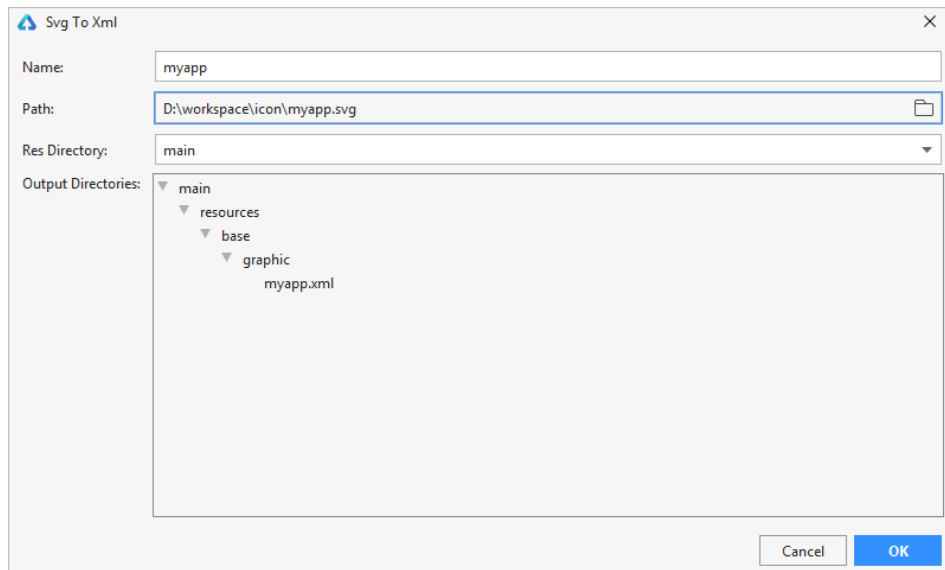 Svg To Xml
Name: myapp
Path: D:\workspace\icon\myapp.svg
Res Directory: main
Output Directories: main
resources
base
graphic
myapp.xml
Cancel OK